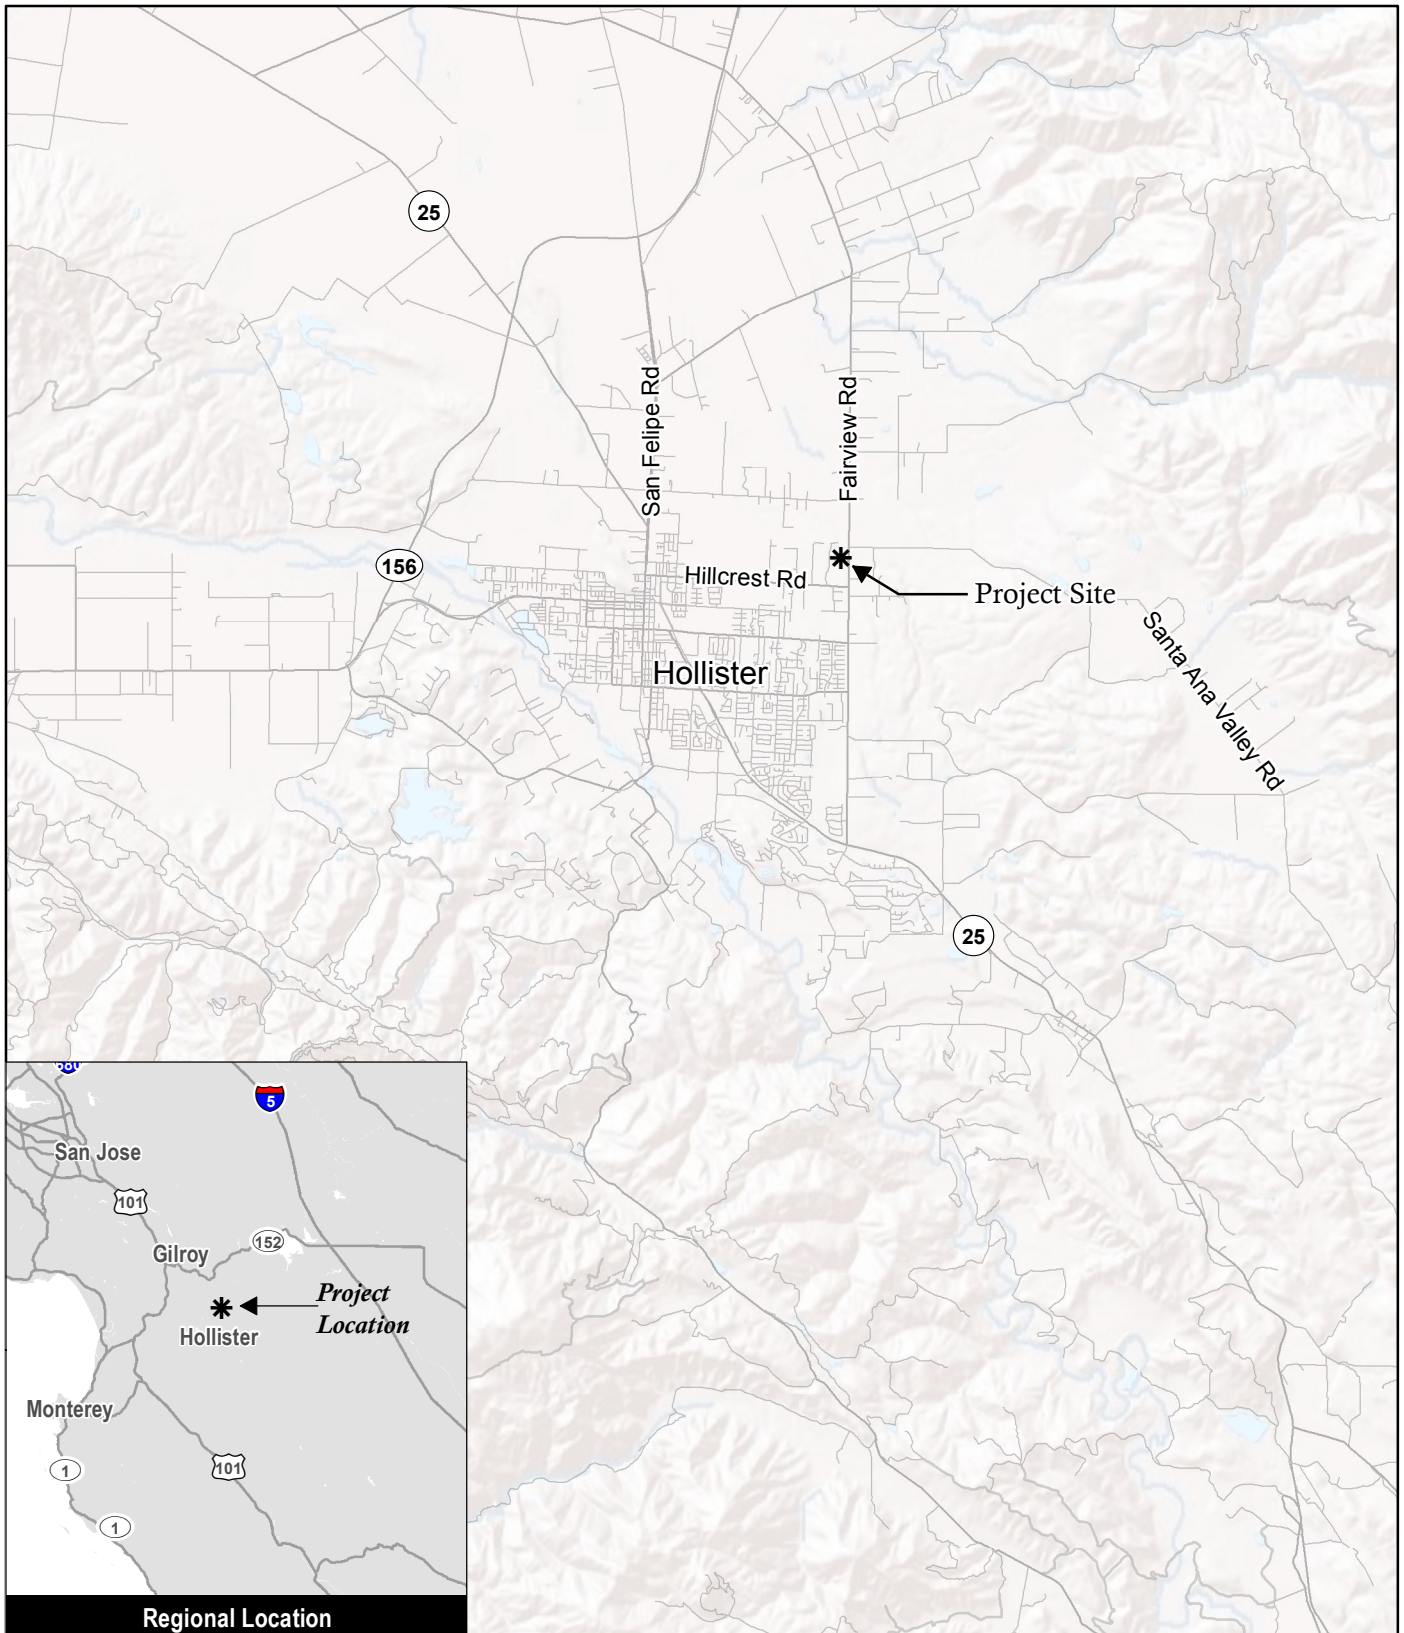 25
San Felipe Rd
Fairview Rd
156
Hillcrest Rd
Project Site
Santa Ana Valley Rd
Hollister
25
680
5
San Jose
101
Gilroy
152
Project
Location
Hollister
Monterey
1
101
1
Regional Location